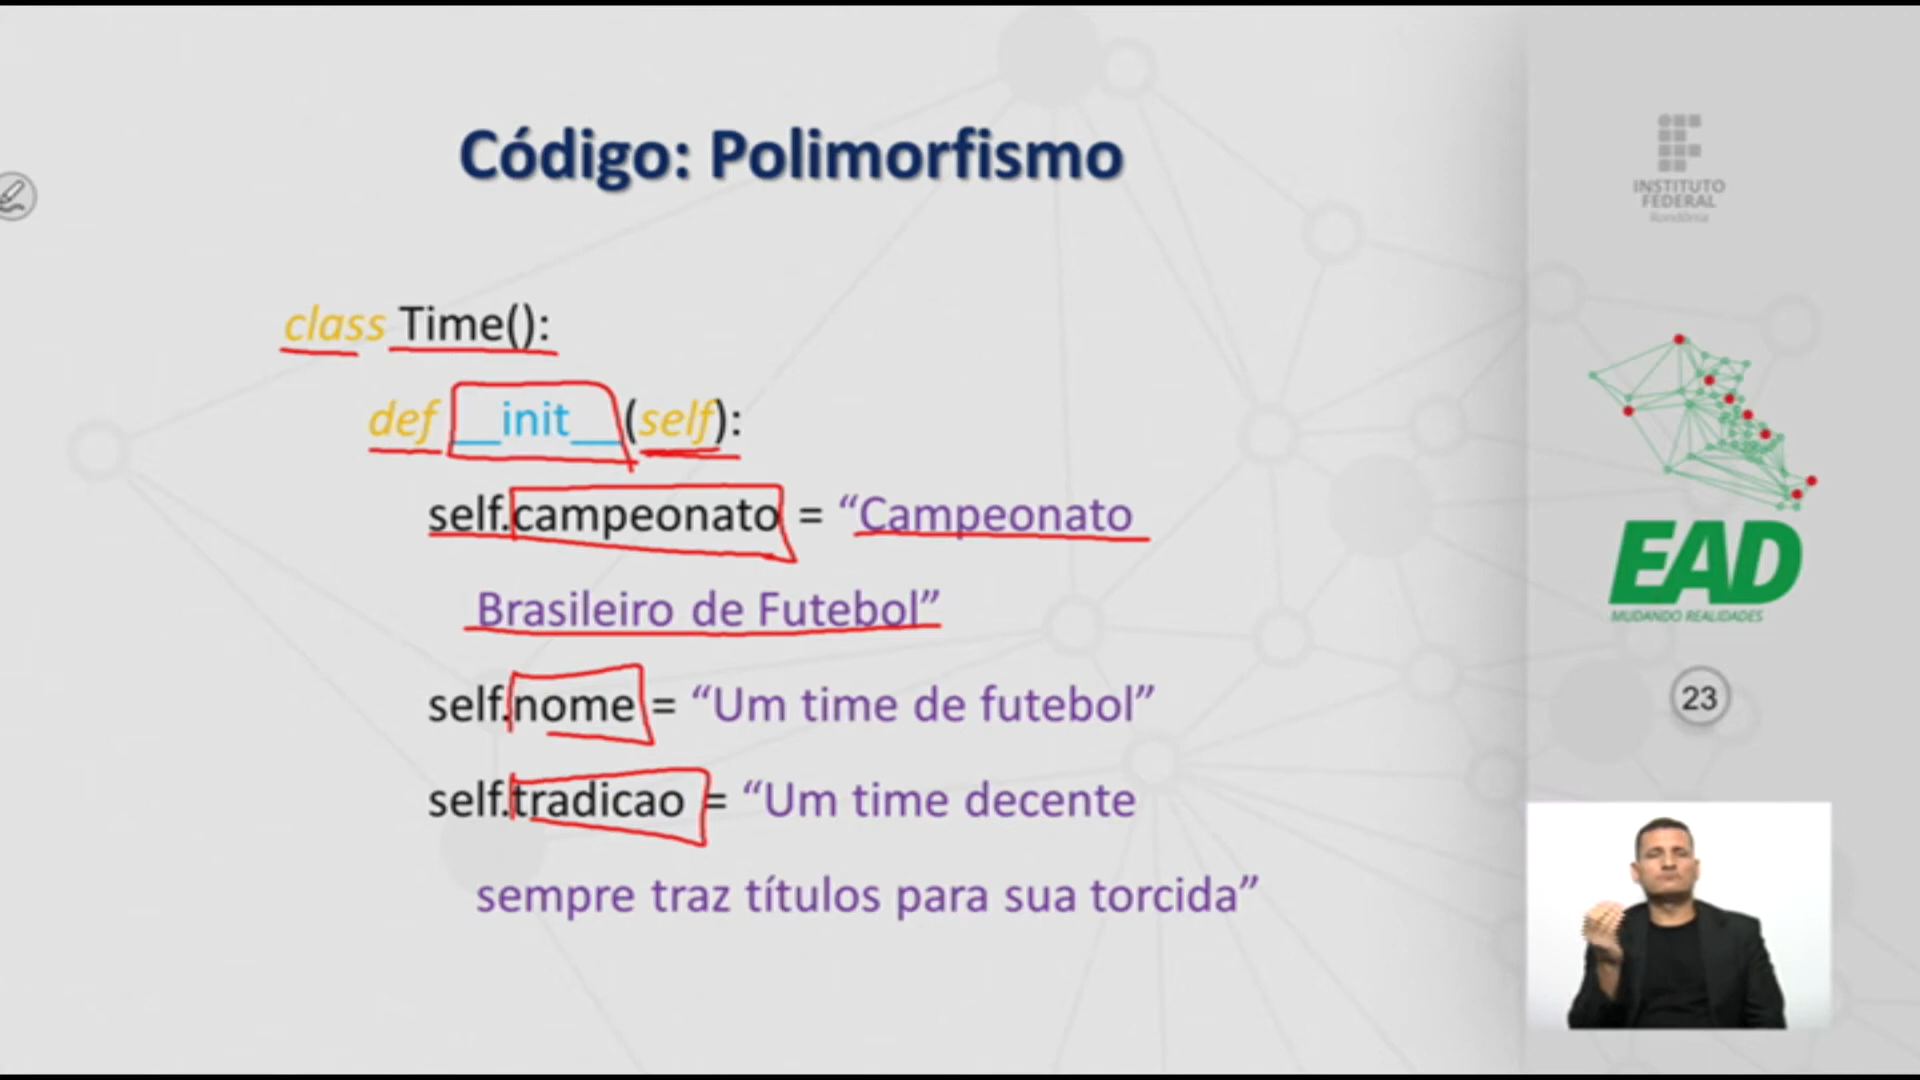 Código: Polimorfismo
class Time():
def __init__(self):
self.campeonato = “Campeonato
Brasileiro de Futebol”
self.nome = “Um time de futebol”
self.tradicao = “Um time decente
sempre traz títulos para sua torcida”
INSTITUTO
FEDERAL
Rondônia
EAD
MUDANDO REALIDADES
23